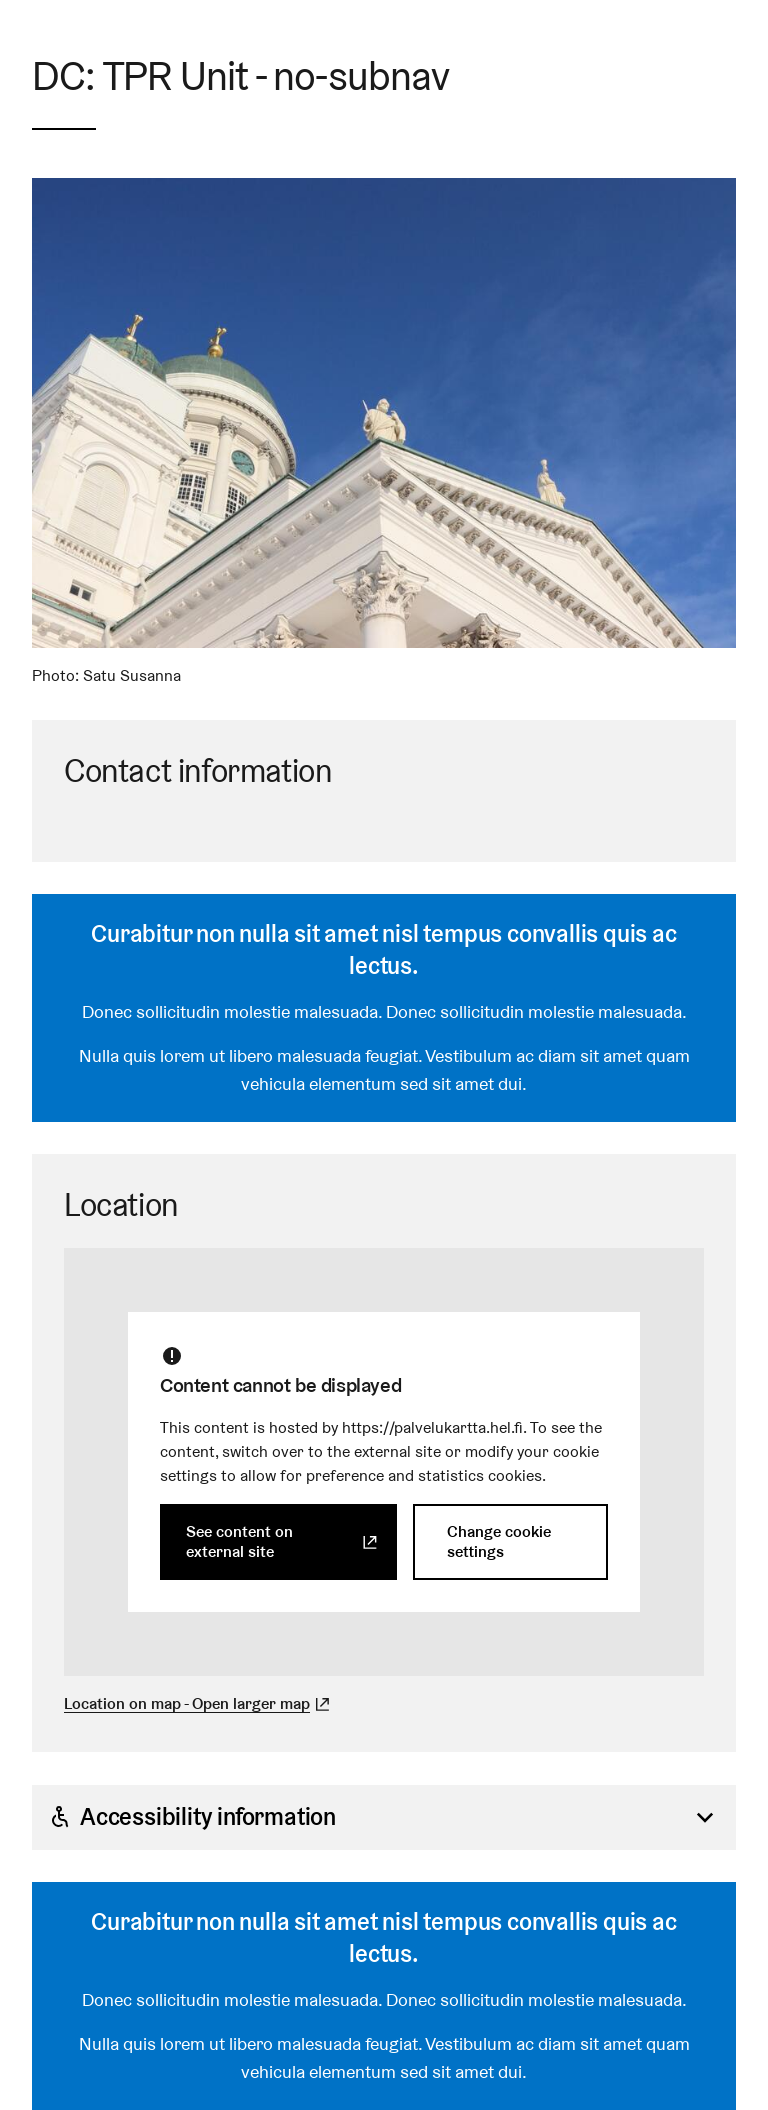 DC: TPR Unit - no-subnav
Photo: Satu Susanna
Contact information
Curabitur non nulla sit amet nisl tempus convallis quis ac
lectus.
Donec sollicitudin molestie malesuada. Donec sollicitudin molestie malesuada.
Nulla quis lorem ut libero malesuada feugiat. Vestibulum ac diam sit amet quam
vehicula elementum sed sit amet dui.
Location
Content cannot be displayed
This content is hosted by https://palvelukartta.hel.fi. To see the
content, switch over to the external site or modify your cookie
settings to allow for preference and statistics cookies.
See content on
external site
Change cookie
settings
Location on map - Open larger map
Accessibility information
Curabitur non nulla sit amet nisl tempus convallis quis ac
lectus.
Donec sollicitudin molestie malesuada. Donec sollicitudin molestie malesuada.
Nulla quis lorem ut libero malesuada feugiat. Vestibulum ac diam sit amet quam
vehicula elementum sed sit amet dui.